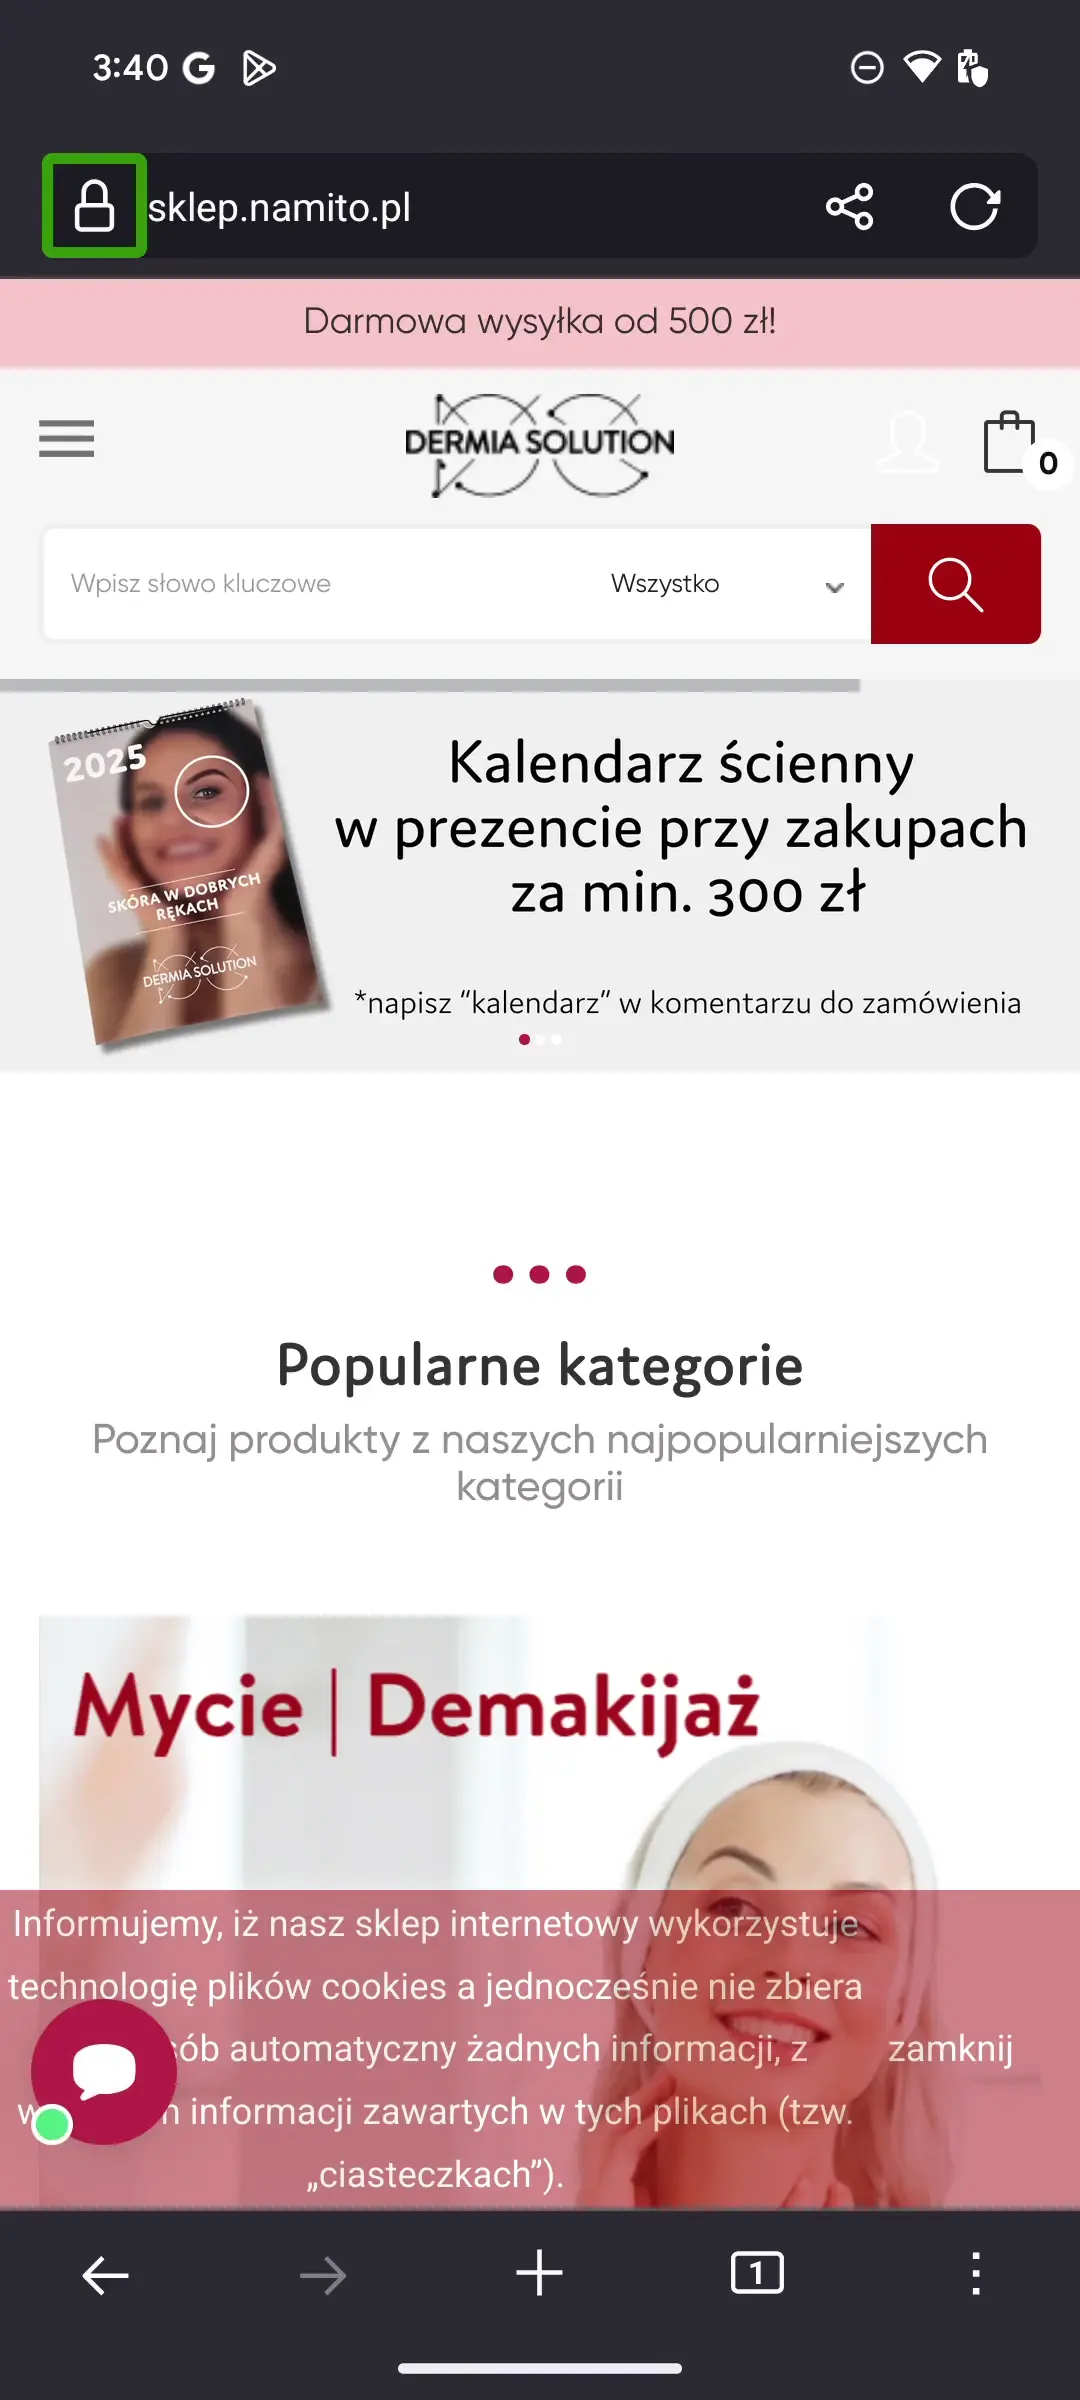 3:40
sklep.namito.pl
Darmowa wysyłka od 500 zł!
DERMIA SOLUTION
0
Wpisz słowo kluczowe
Wszystko
2025
SKÓRA W DOBRYCH
RĘKACH
DERMIA SOLUTION
Kalendarz ścienny
w prezencie przy zakupach
za min. 300 zł
*napisz “kalendarz” w komentarzu do zamówienia
Popularne kategorie
Poznaj produkty z naszych najpopularniejszych
kategorii
Mycie | Demakijaż
Informujemy, iż nasz sklep internetowy wykorzystuje
technologię plików cookies a jednocześnie nie zbiera
automatyczny żadnych informacji, z
zamknij
informacji zawartych w tych plikach (tzw.
„ciasteczkach”).
1